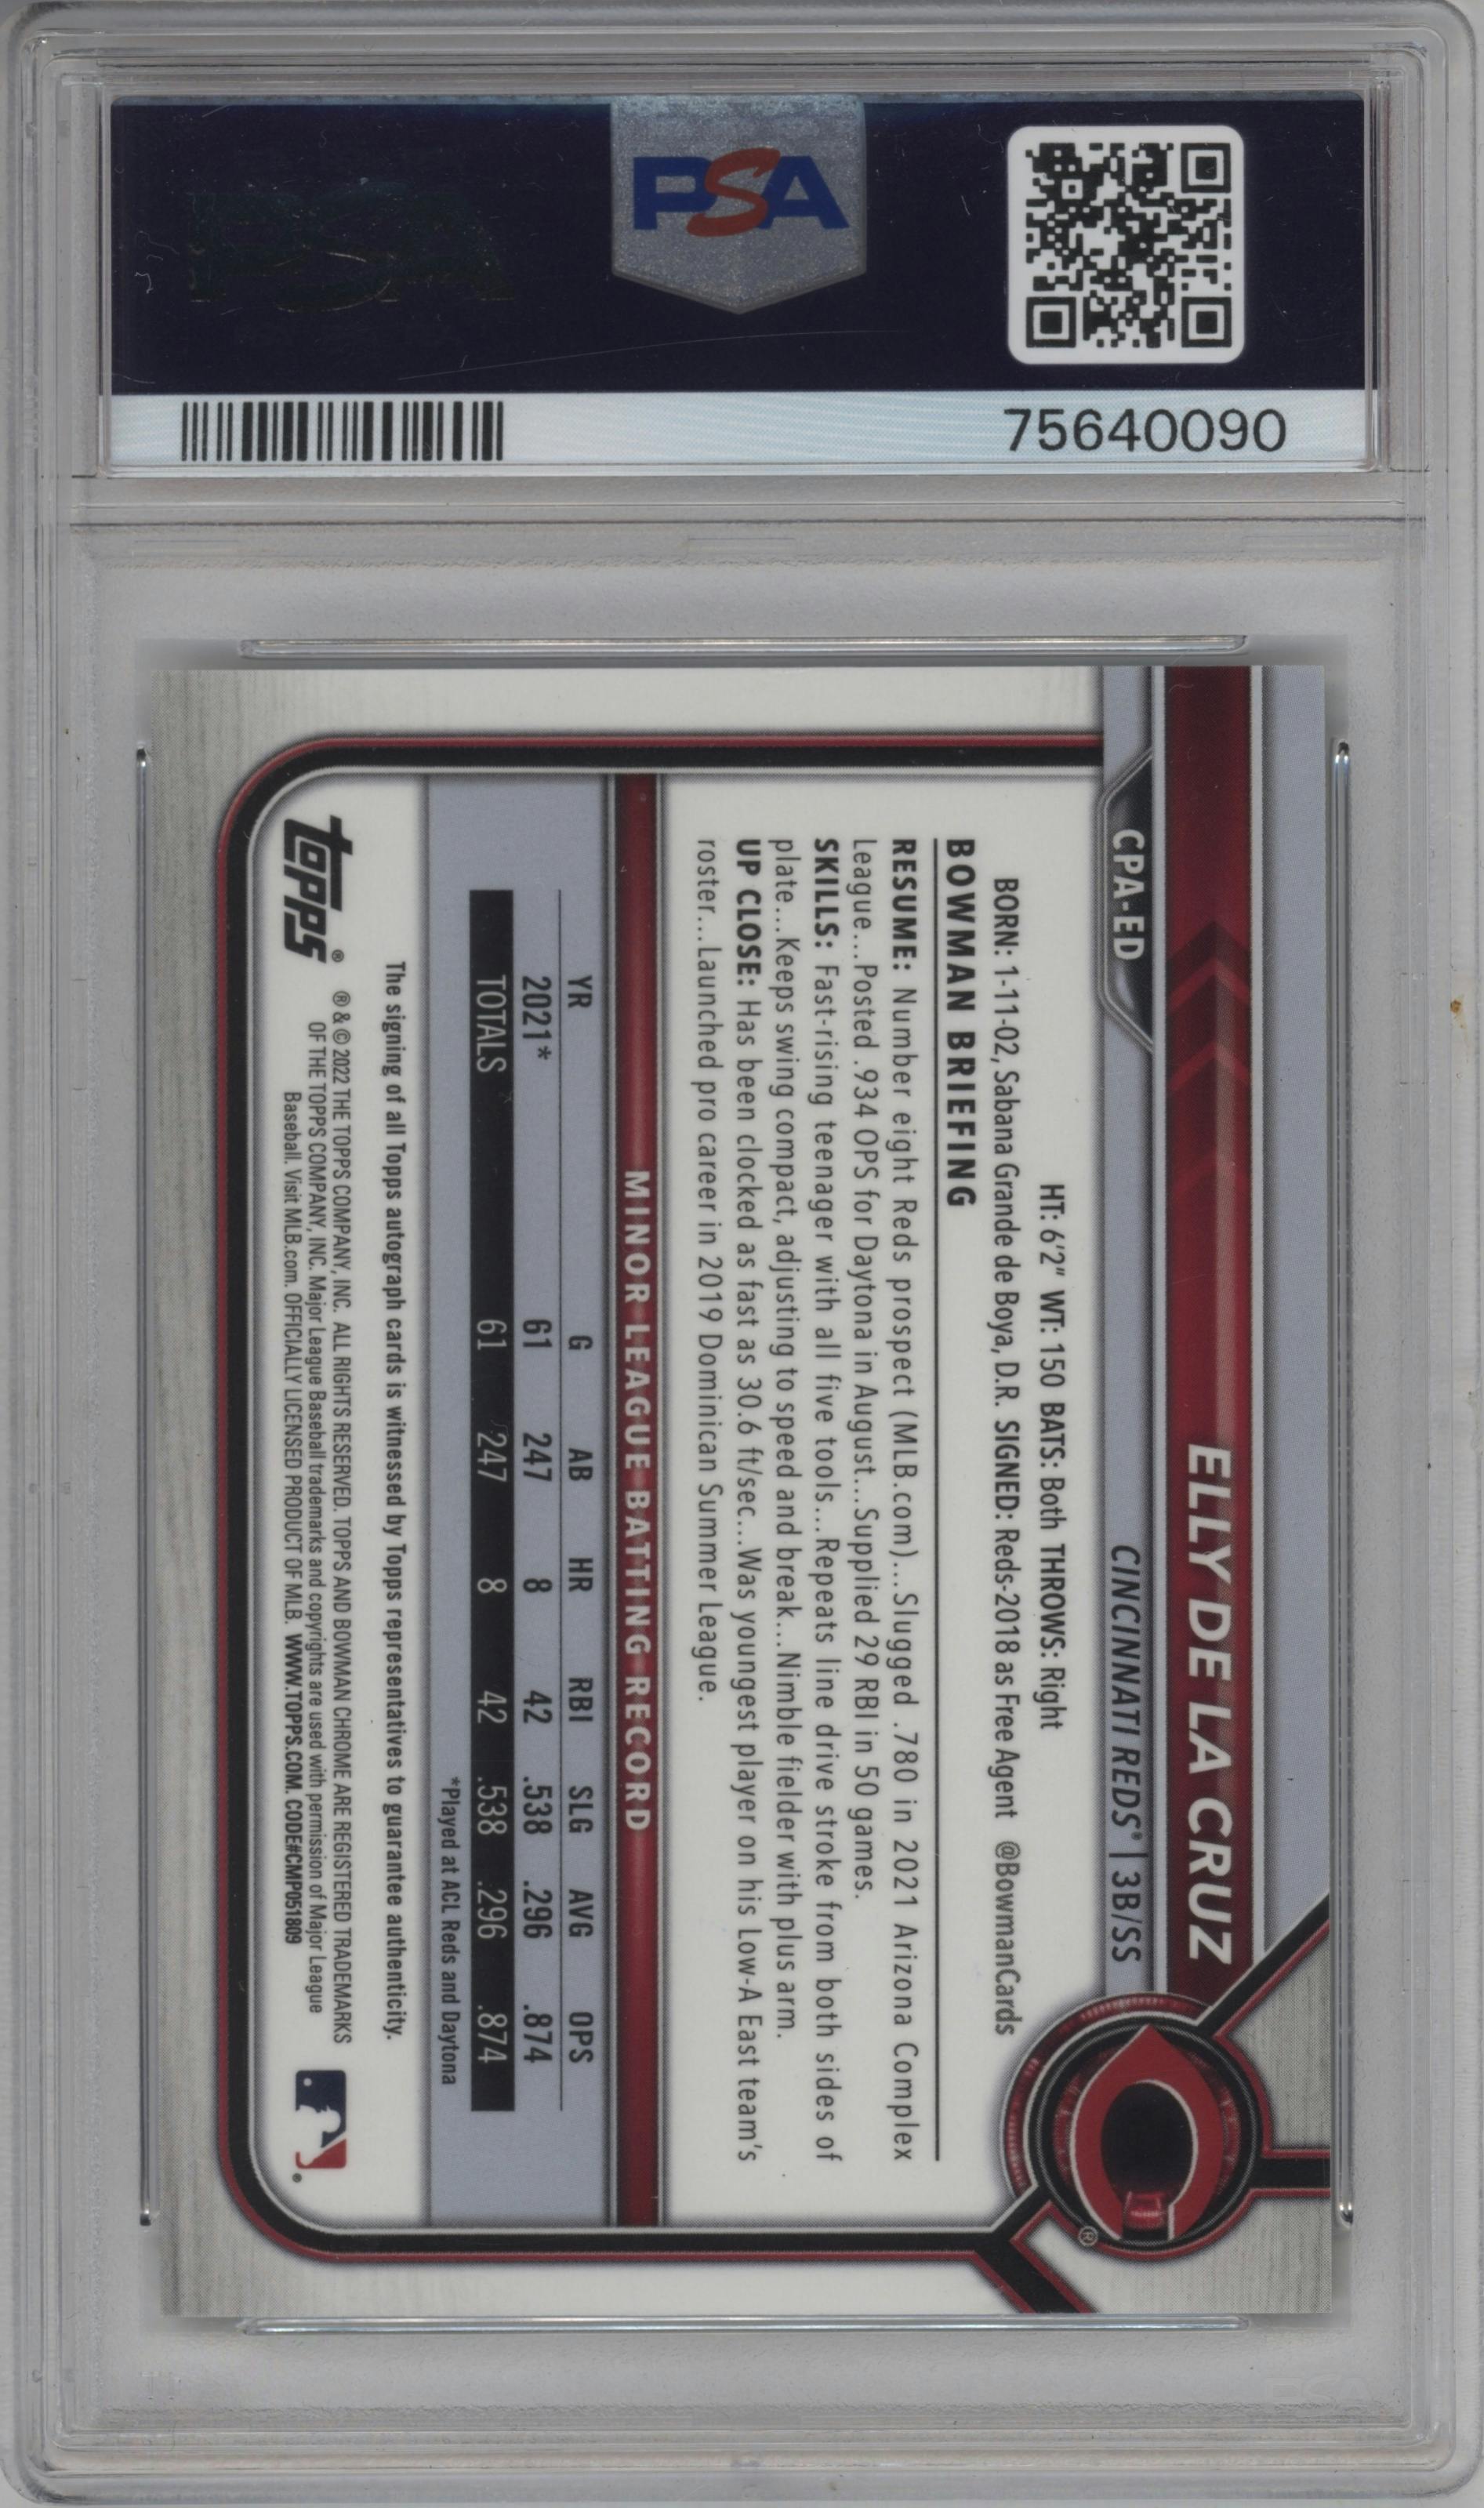 PSA
75640090
ELLY DE LA CRUZ
CPA-ED
CINCINNATI REDS® | 3B/SS
HT: 6'2" WT: 150 BATS: Both THROWS: Right
BORN: 1-11-02, Sabana Grande de Boya, D.R. SIGNED: Reds-2018 as Free Agent @BowmanCards
BOWMAN BRIEFING
RESUME: Number eight Reds prospect (MLB.com)...Slugged .780 in 2021 Arizona Complex
League...Posted .934 OPS for Daytona in August...Supplied 29 RBI in 50 games.
SKILLS: Fast-rising teenager with all five tools...Repeats line drive stroke from both sides of
plate...Keeps swing compact, adjusting to speed and break...Nimble fielder with plus arm.
UP CLOSE: Has been clocked as fast as 30.6 ft/sec...Was youngest player on his Low-A East team's
roster...Launched pro career in 2019 Dominican Summer League.
MINOR LEAGUE BATTING RECORD
YR G AB HR RBI SLG AVG OPS
2021* 61 247 8 42 .538 .296 .874
TOTALS 61 247 8 42 .538 .296 .874
*Played at ACL Reds and Daytona
The signing of all Topps autograph cards is witnessed by Topps representatives to guarantee authenticity.
topps®
® & © 2022 THE TOPPS COMPANY, INC. ALL RIGHTS RESERVED. TOPPS AND BOWMAN CHROME ARE REGISTERED TRADEMARKS
OF THE TOPPS COMPANY, INC. Major League Baseball trademarks and copyrights are used with permission of Major League
Baseball. Visit MLB.com. OFFICIALLY LICENSED PRODUCT OF MLB. WWW.TOPPS.COM. CODE#CMP051809